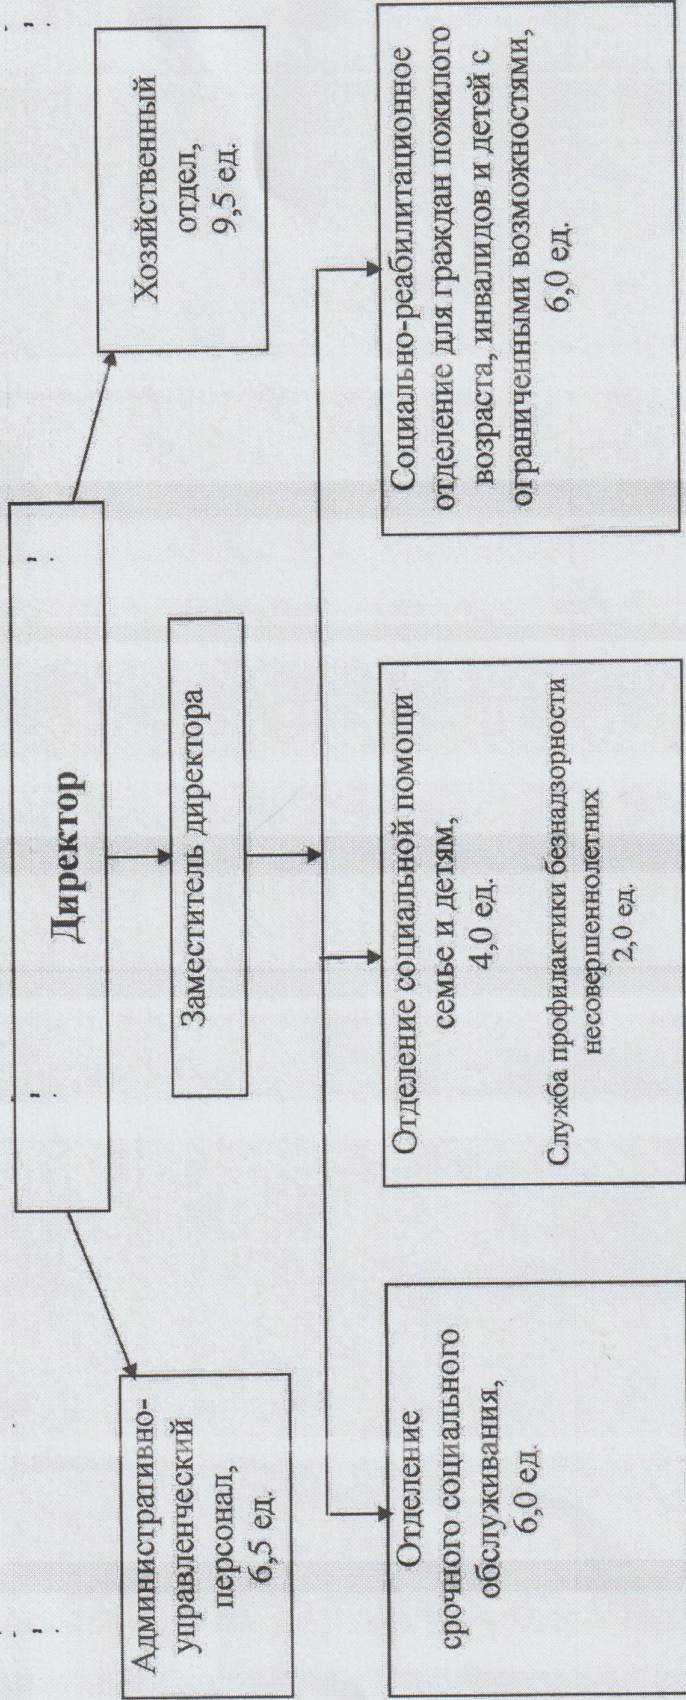 Директор
Административно-
управленческий
персонал,
6,5 ед.
Заместитель директора
Хозяйственный
отдел,
9,5 ед.
Отделение
срочного социального
обслуживания,
6,0 ед.
Отделение социальной помощи
семье и детям,
4,0 ед.
Служба профилактики безнадзорности
несовершеннолетних
2,0 ед.
Социально-реабилитационное
отделение для граждан пожилого
возраста, инвалидов и детей с
ограниченными возможностями,
6,0 ед.